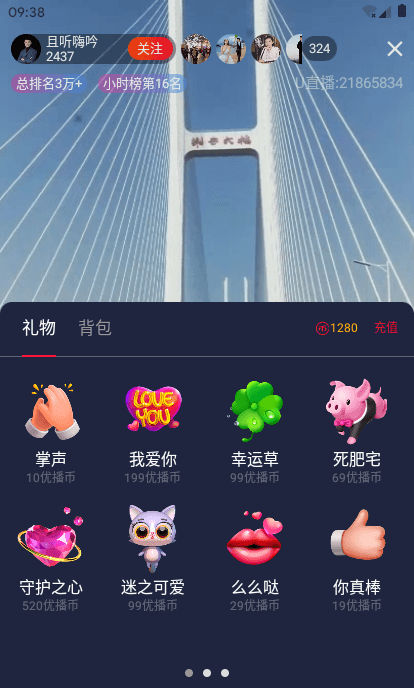 09:38
且听嗨吟
2437
关注
324
总排名3万+
小时榜第16名
U直播:21865834
礼物
背包
1280
充值
LOVE
YOU
掌声
我爱你
幸运草
死肥宅
10优播币
199优播币
99优播币
69优播币
守护之心
迷之可爱
么么哒
你真棒
520优播币
99优播币
29优播币
19优播币